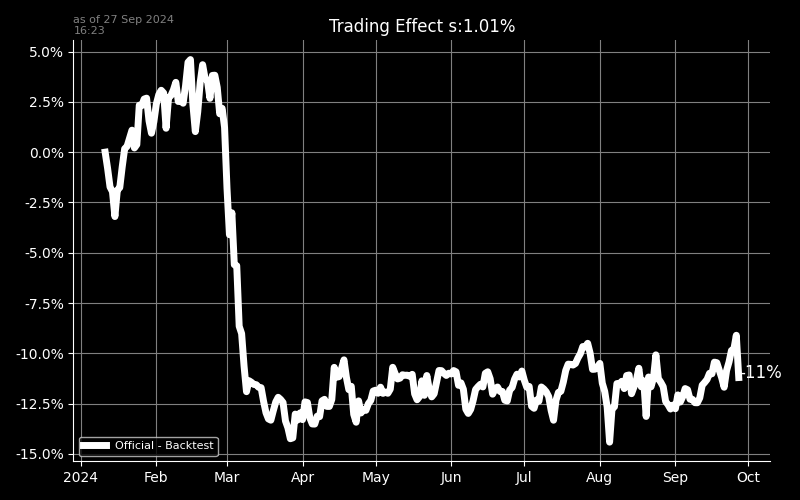 as of 27 Sep 2024
16:23
Trading Effect s:1.01%
5.0%
2.5%
0.0%
-2.5%
-5.0%
-7.5%
-10.0%
-12.5%
-15.0%
-11%
Official - Backtest
2024 Feb Mar Apr May Jun Jul Aug Sep Oct